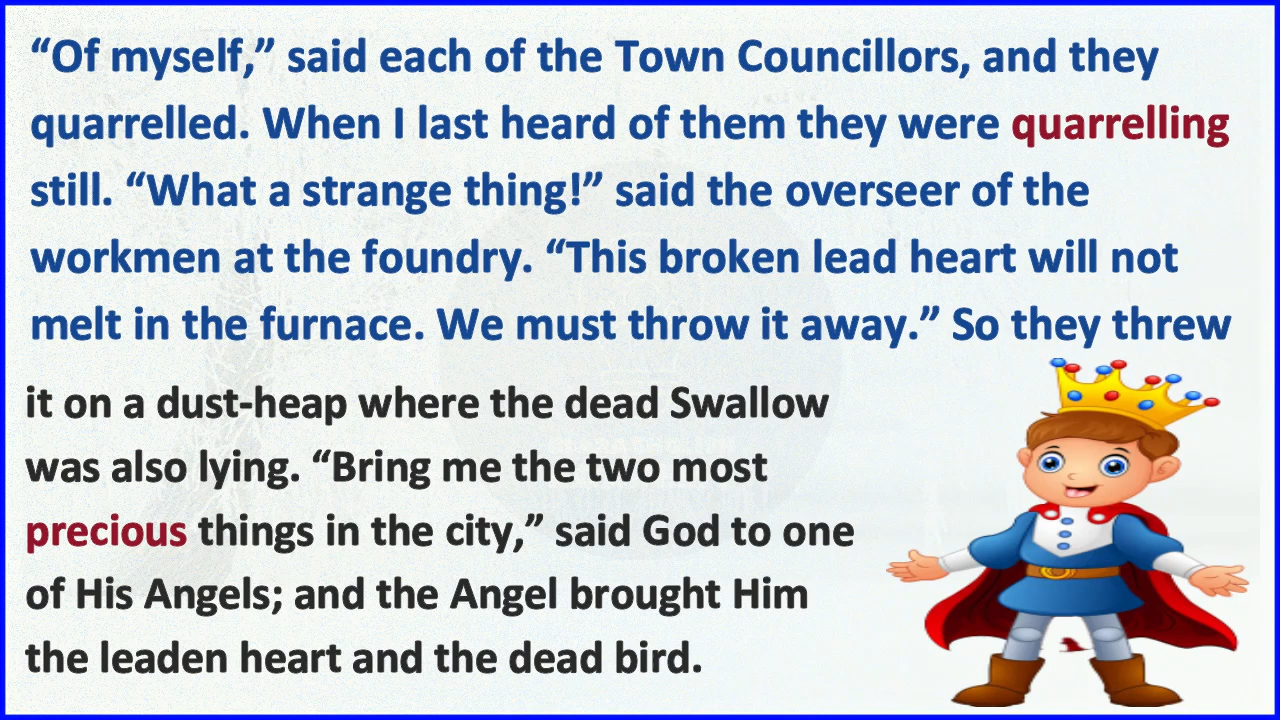 “Of myself,” said each of the Town Councillors, and they
quarrelled. When I last heard of them they were quarrelling
still. “What a strange thing!” said the overseer of the
workmen at the foundry. “This broken lead heart will not
melt in the furnace. We must throw it away.” So they threw
it on a dust-heap where the dead Swallow
was also lying. “Bring me the two most
precious things in the city,” said God to one
of His Angels; and the Angel brought Him
the leaden heart and the dead bird.